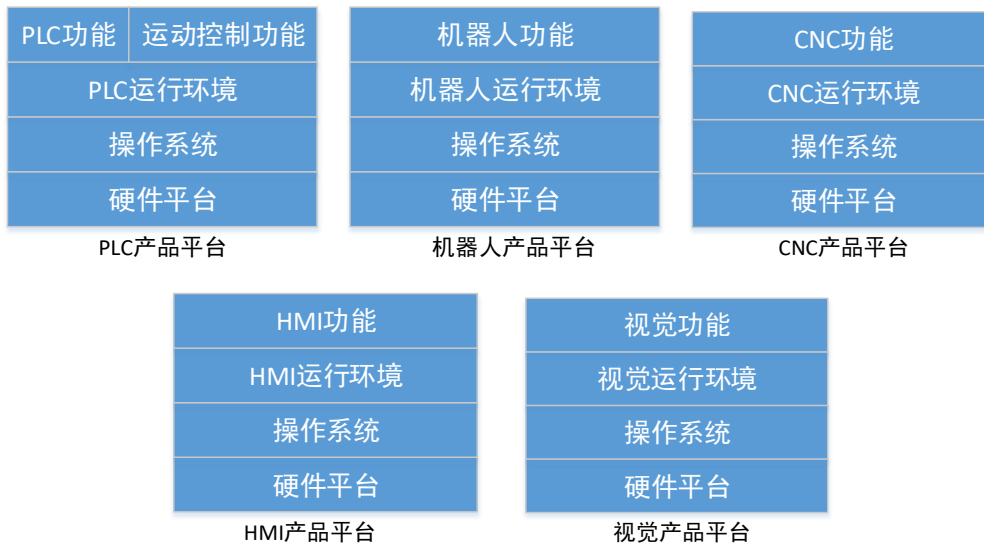 PLC功能 运动控制功能
PLC运行环境
操作系统
硬件平台
PLC产品平台
机器人功能
机器人运行环境
操作系统
硬件平台
机器人产品平台
CNC功能
CNC运行环境
操作系统
硬件平台
CNC产品平台
HMI功能
HMI运行环境
操作系统
硬件平台
HMI产品平台
视觉功能
视觉运行环境
操作系统
硬件平台
视觉产品平台